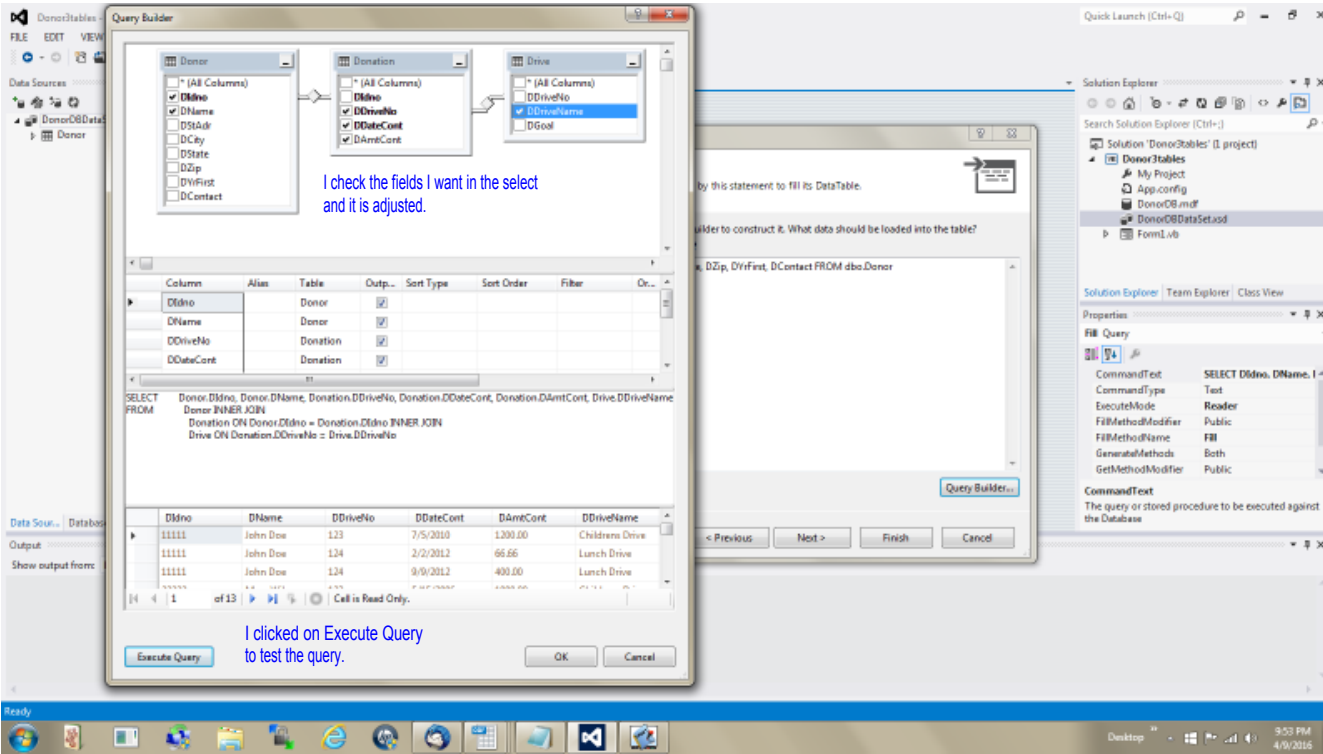 Donor3tables -
Quick Launch (Ctrl+Q)
FILE EDIT VIEW
Query Builder
Donor
* (All Columns)
DIdno
DName
DStAdr
DCity
DState
DZip
DYrFirst
DContact
Donation
* (All Columns)
DIdno
DDriveNo
DDateCont
DAmtCont
Drive
* (All Columns)
DDriveNo
DDriveName
DGoal
I check the fields I want in the select
and it is adjusted.
Column Alias Table Outp... Sort Type Sort Order Filter Or...
DIdno Donor
DName Donor
DDriveNo Donation
DDateCont Donation
SELECT Donor.DIdno, Donor.DName, Donation.DDriveNo, Donation.DDateCont, Donation.DAmtCont, Drive.DDriveName
FROM Donor INNER JOIN
Donation ON Donor.DIdno = Donation.DIdno INNER JOIN
Drive ON Donation.DDriveNo = Drive.DDriveNo
DIdno DName DDriveNo DDateCont DAmtCont DDriveName
11111 John Doe 123 7/5/2010 1200.00 Childrens Drive
11111 John Doe 124 2/2/2012 66.66 Lunch Drive
11111 John Doe 124 9/9/2012 400.00 Lunch Drive
1 of 13 Cell is Read Only.
I clicked on Execute Query
to test the query.
Execute Query OK Cancel
Data Sources
DonorDBDataS
Donor
Data Sour... Databas
Output
Show output from:
by this statement to fill its DataTable.
uilder to construct it. What data should be loaded into the table?
DZip, DYrFirst, DContact FROM dbo.Donor
Query Builder...
< Previous Next > Finish Cancel
Solution Explorer
Search Solution Explorer (Ctrl+;)
Solution 'Donor3tables' (1 project)
Donor3tables
My Project
App.config
DonorDB.mdf
DonorDBDataSet.xsd
Form1.vb
Solution Explorer Team Explorer Class View
Properties
Fill Query
CommandText SELECT DIdno, DName, I
CommandType Text
ExecuteMode Reader
FillMethodModifier Public
FillMethodName Fill
GenerateMethods Both
GetMethodModifier Public
CommandText
The query or stored procedure to be executed against
the Database
Ready
Desktop
9:53 PM
4/9/2016